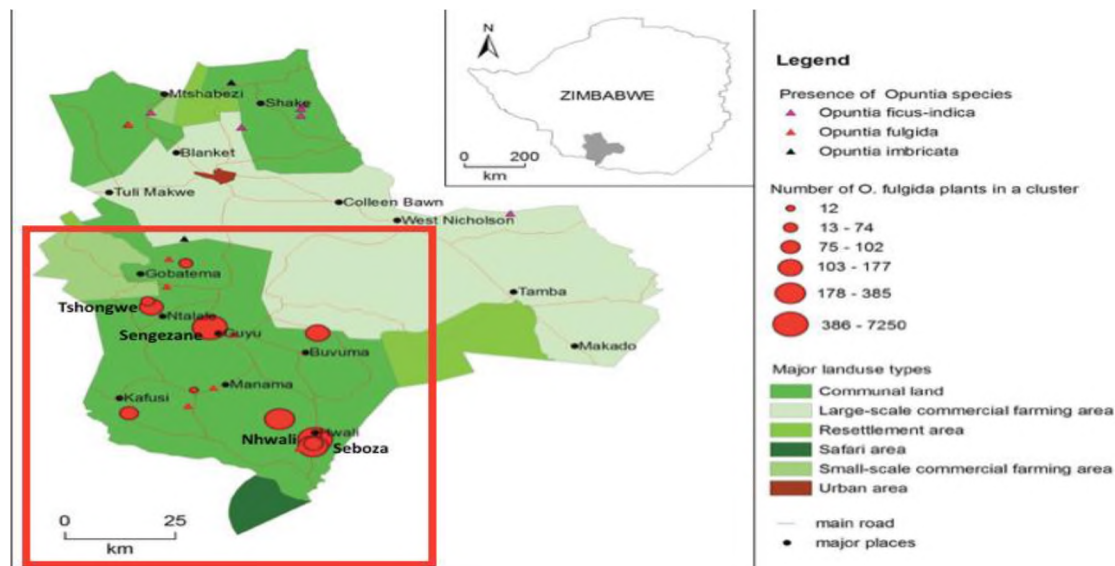 N
ZIMBABWE
0 200
km
Mtshabezi
Shake
Blanket
Tuli Makwe
Colleen Bawn
West Nicholson
Gobatema
Tshongwe
Ntalale
Sengezane
Guyu
Tamba
Buvuma
Makado
Manama
Kafusi
Nhwali
Seboza
0 25
km
Legend
Presence of Opuntia species
Opuntia ficus-indica
Opuntia fulgida
Opuntia imbricata
Number of O. fulgida plants in a cluster
12
13 - 74
75 - 102
103 - 177
178 - 385
386 - 7250
Major landuse types
Communal land
Large-scale commercial farming area
Resettlement area
Safari area
Small-scale commercial farming area
Urban area
main road
major places